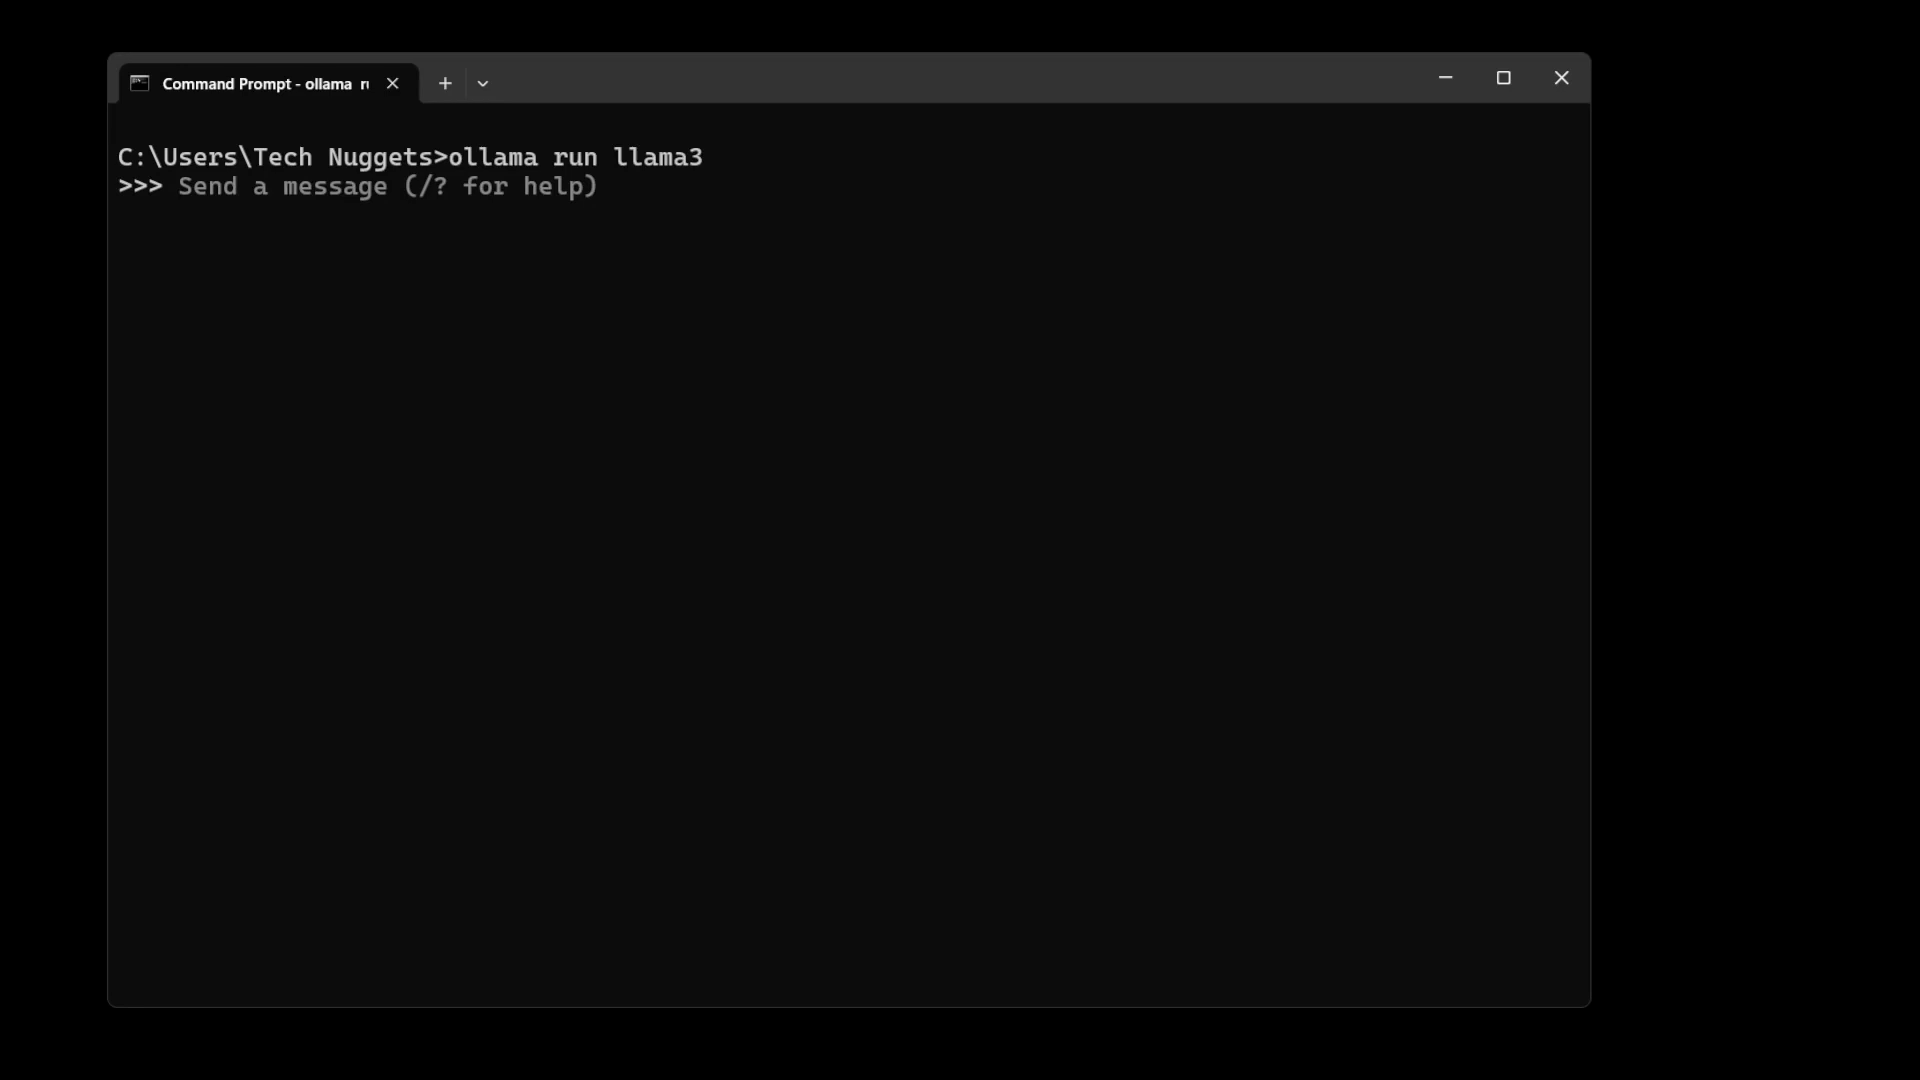 Command Prompt - ollama r
C:\Users\Tech Nuggets>ollama run llama3
>>> Send a message (/? for help)